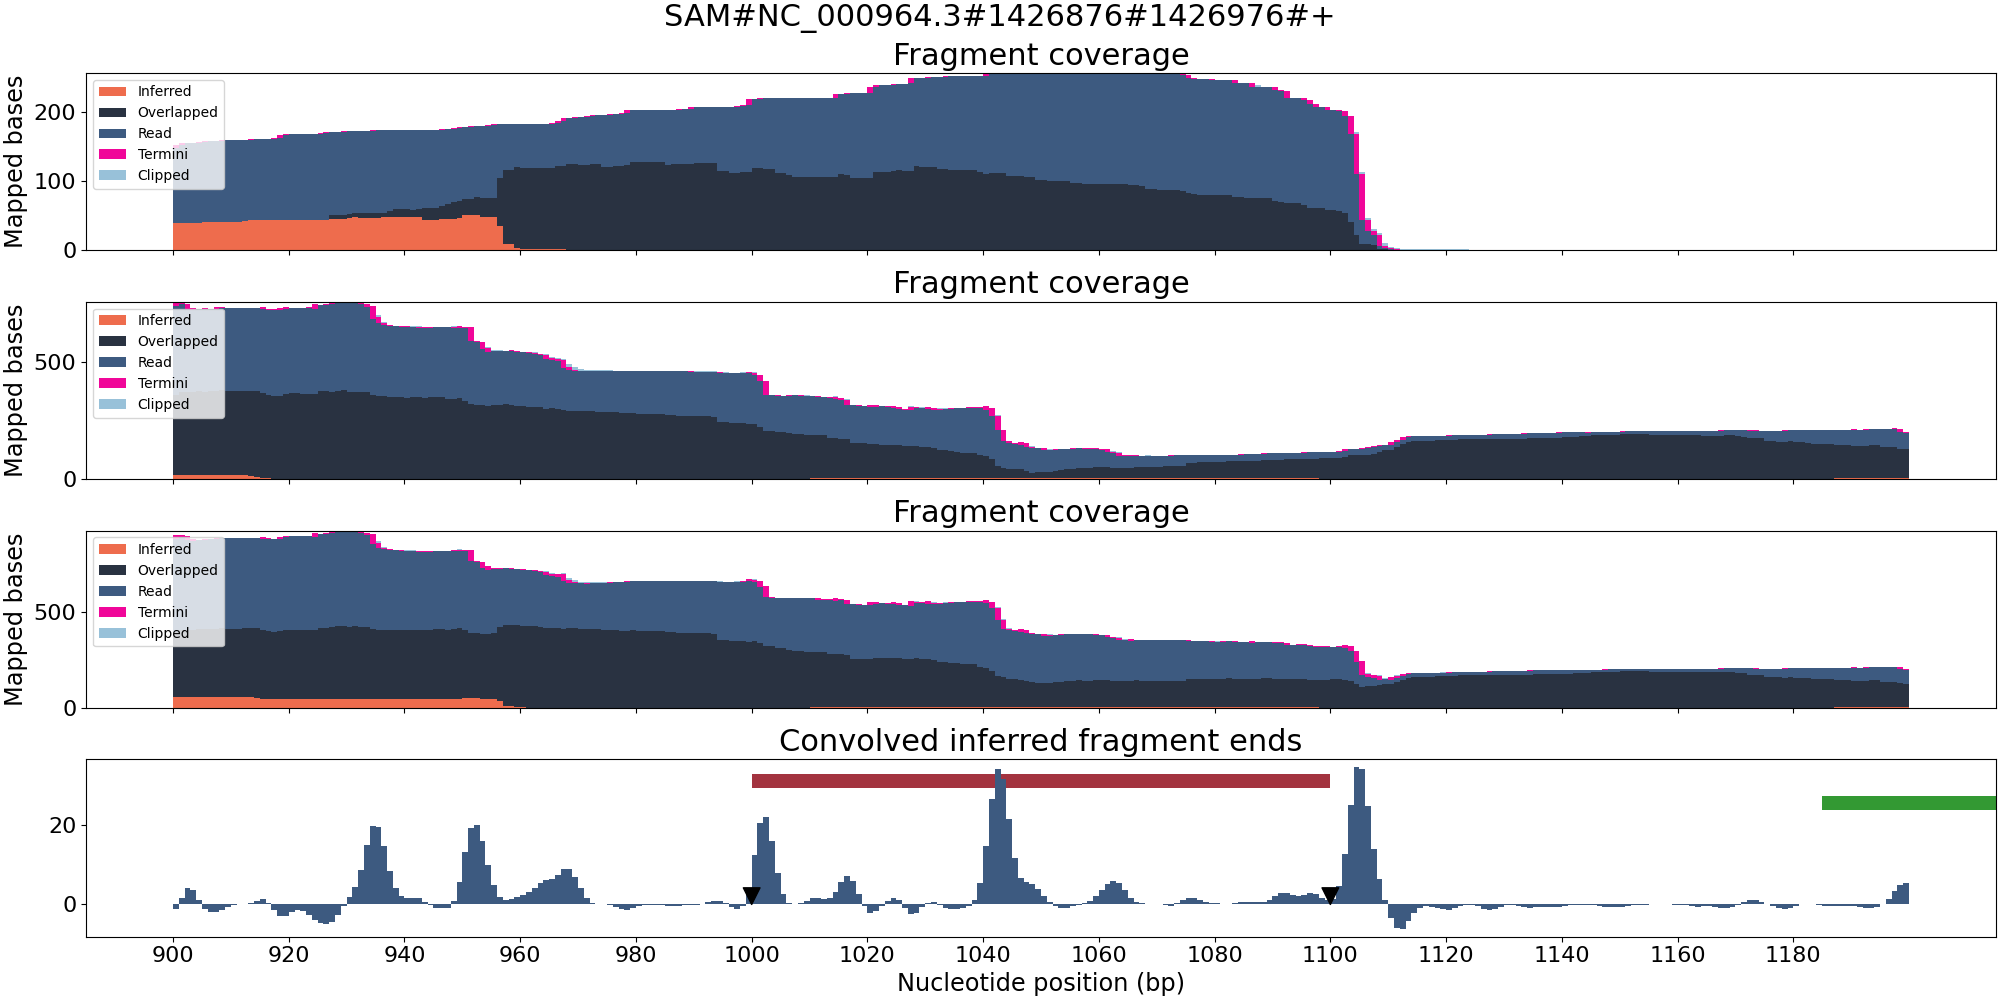 SAM#NC_000964.3#1426876#1426976#+
Fragment coverage
Mapped bases
200
100
0
Inferred
Overlapped
Read
Termini
Clipped
Fragment coverage
Mapped bases
500
0
Inferred
Overlapped
Read
Termini
Clipped
Fragment coverage
Mapped bases
500
0
Inferred
Overlapped
Read
Termini
Clipped
Convolved inferred fragment ends
20
0
900 920 940 960 980 1000 1020 1040 1060 1080 1100 1120 1140 1160 1180
Nucleotide position (bp)